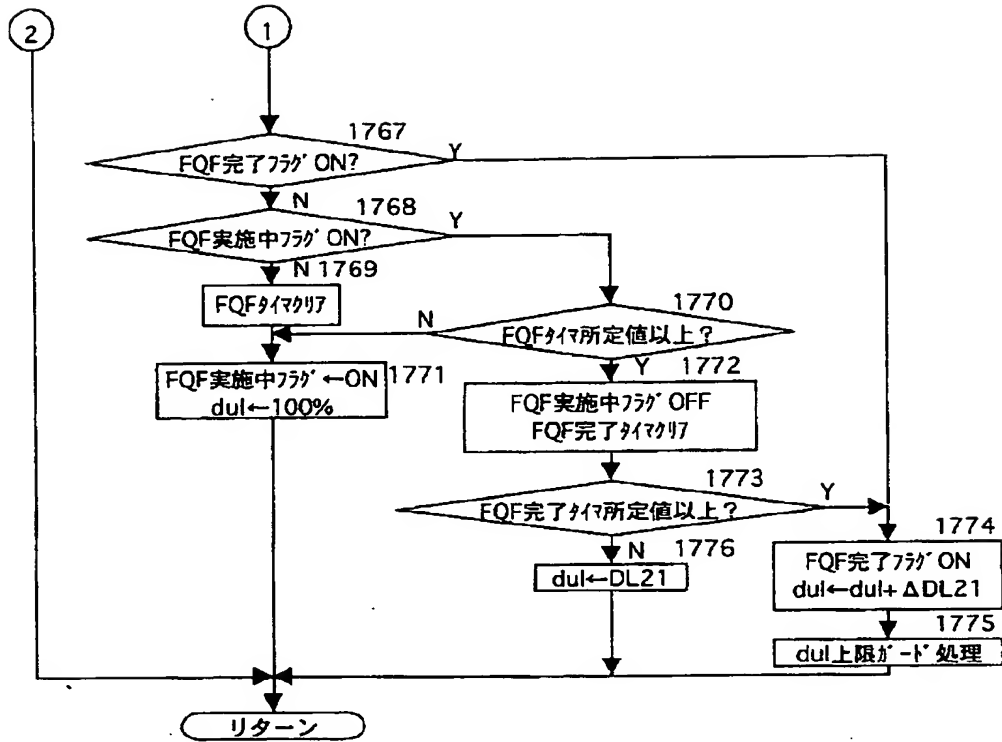 2
1
1767
FQF完了ﾌﾗｸﾞON?
Y
N
1768
FQF実施中ﾌﾗｸﾞON?
Y
N 1769
FQFﾀｲﾏｸﾘｱ
1770
FQFﾀｲﾏ所定値以上?
N
Y
1771
FQF実施中ﾌﾗｸﾞ←ON
dul←100%
1772
FQF実施中ﾌﾗｸﾞOFF
FQF完了ﾀｲﾏｸﾘｱ
1773
FQF完了ﾀｲﾏ所定値以上?
Y
N
1776
dul←DL21
1774
FQF完了ﾌﾗｸﾞON
dul←dul+ΔDL21
1775
dul上限ｶﾞｰﾄﾞ処理
リターン